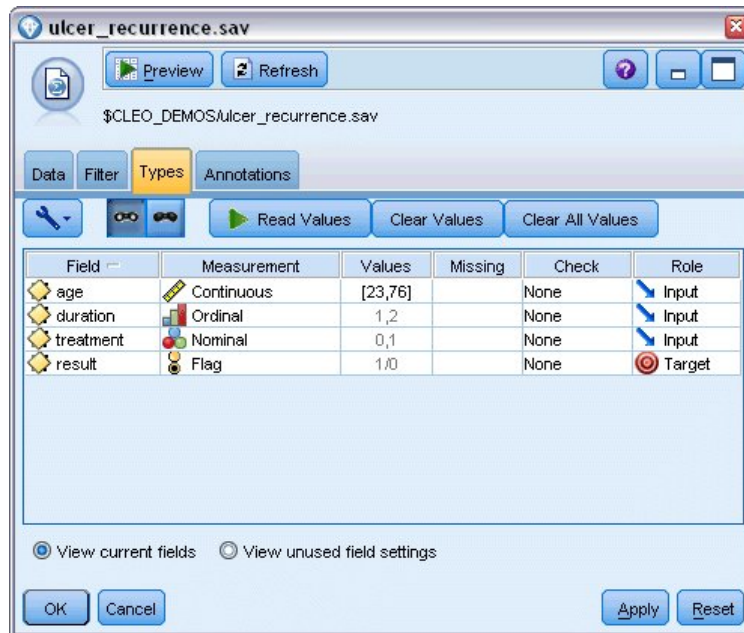 ulcer_recurrence.sav
Preview Refresh ?
$CLEO_DEMOS/ulcer_recurrence.sav
Data Filter Types Annotations
Read Values Clear Values Clear All Values
Field Measurement Values Missing Check Role
age Continuous [23,76] None Input
duration Ordinal 1,2 None Input
treatment Nominal 0,1 None Input
result Flag 1/0 None Target
View current fields View unused field settings
OK Cancel Apply Reset